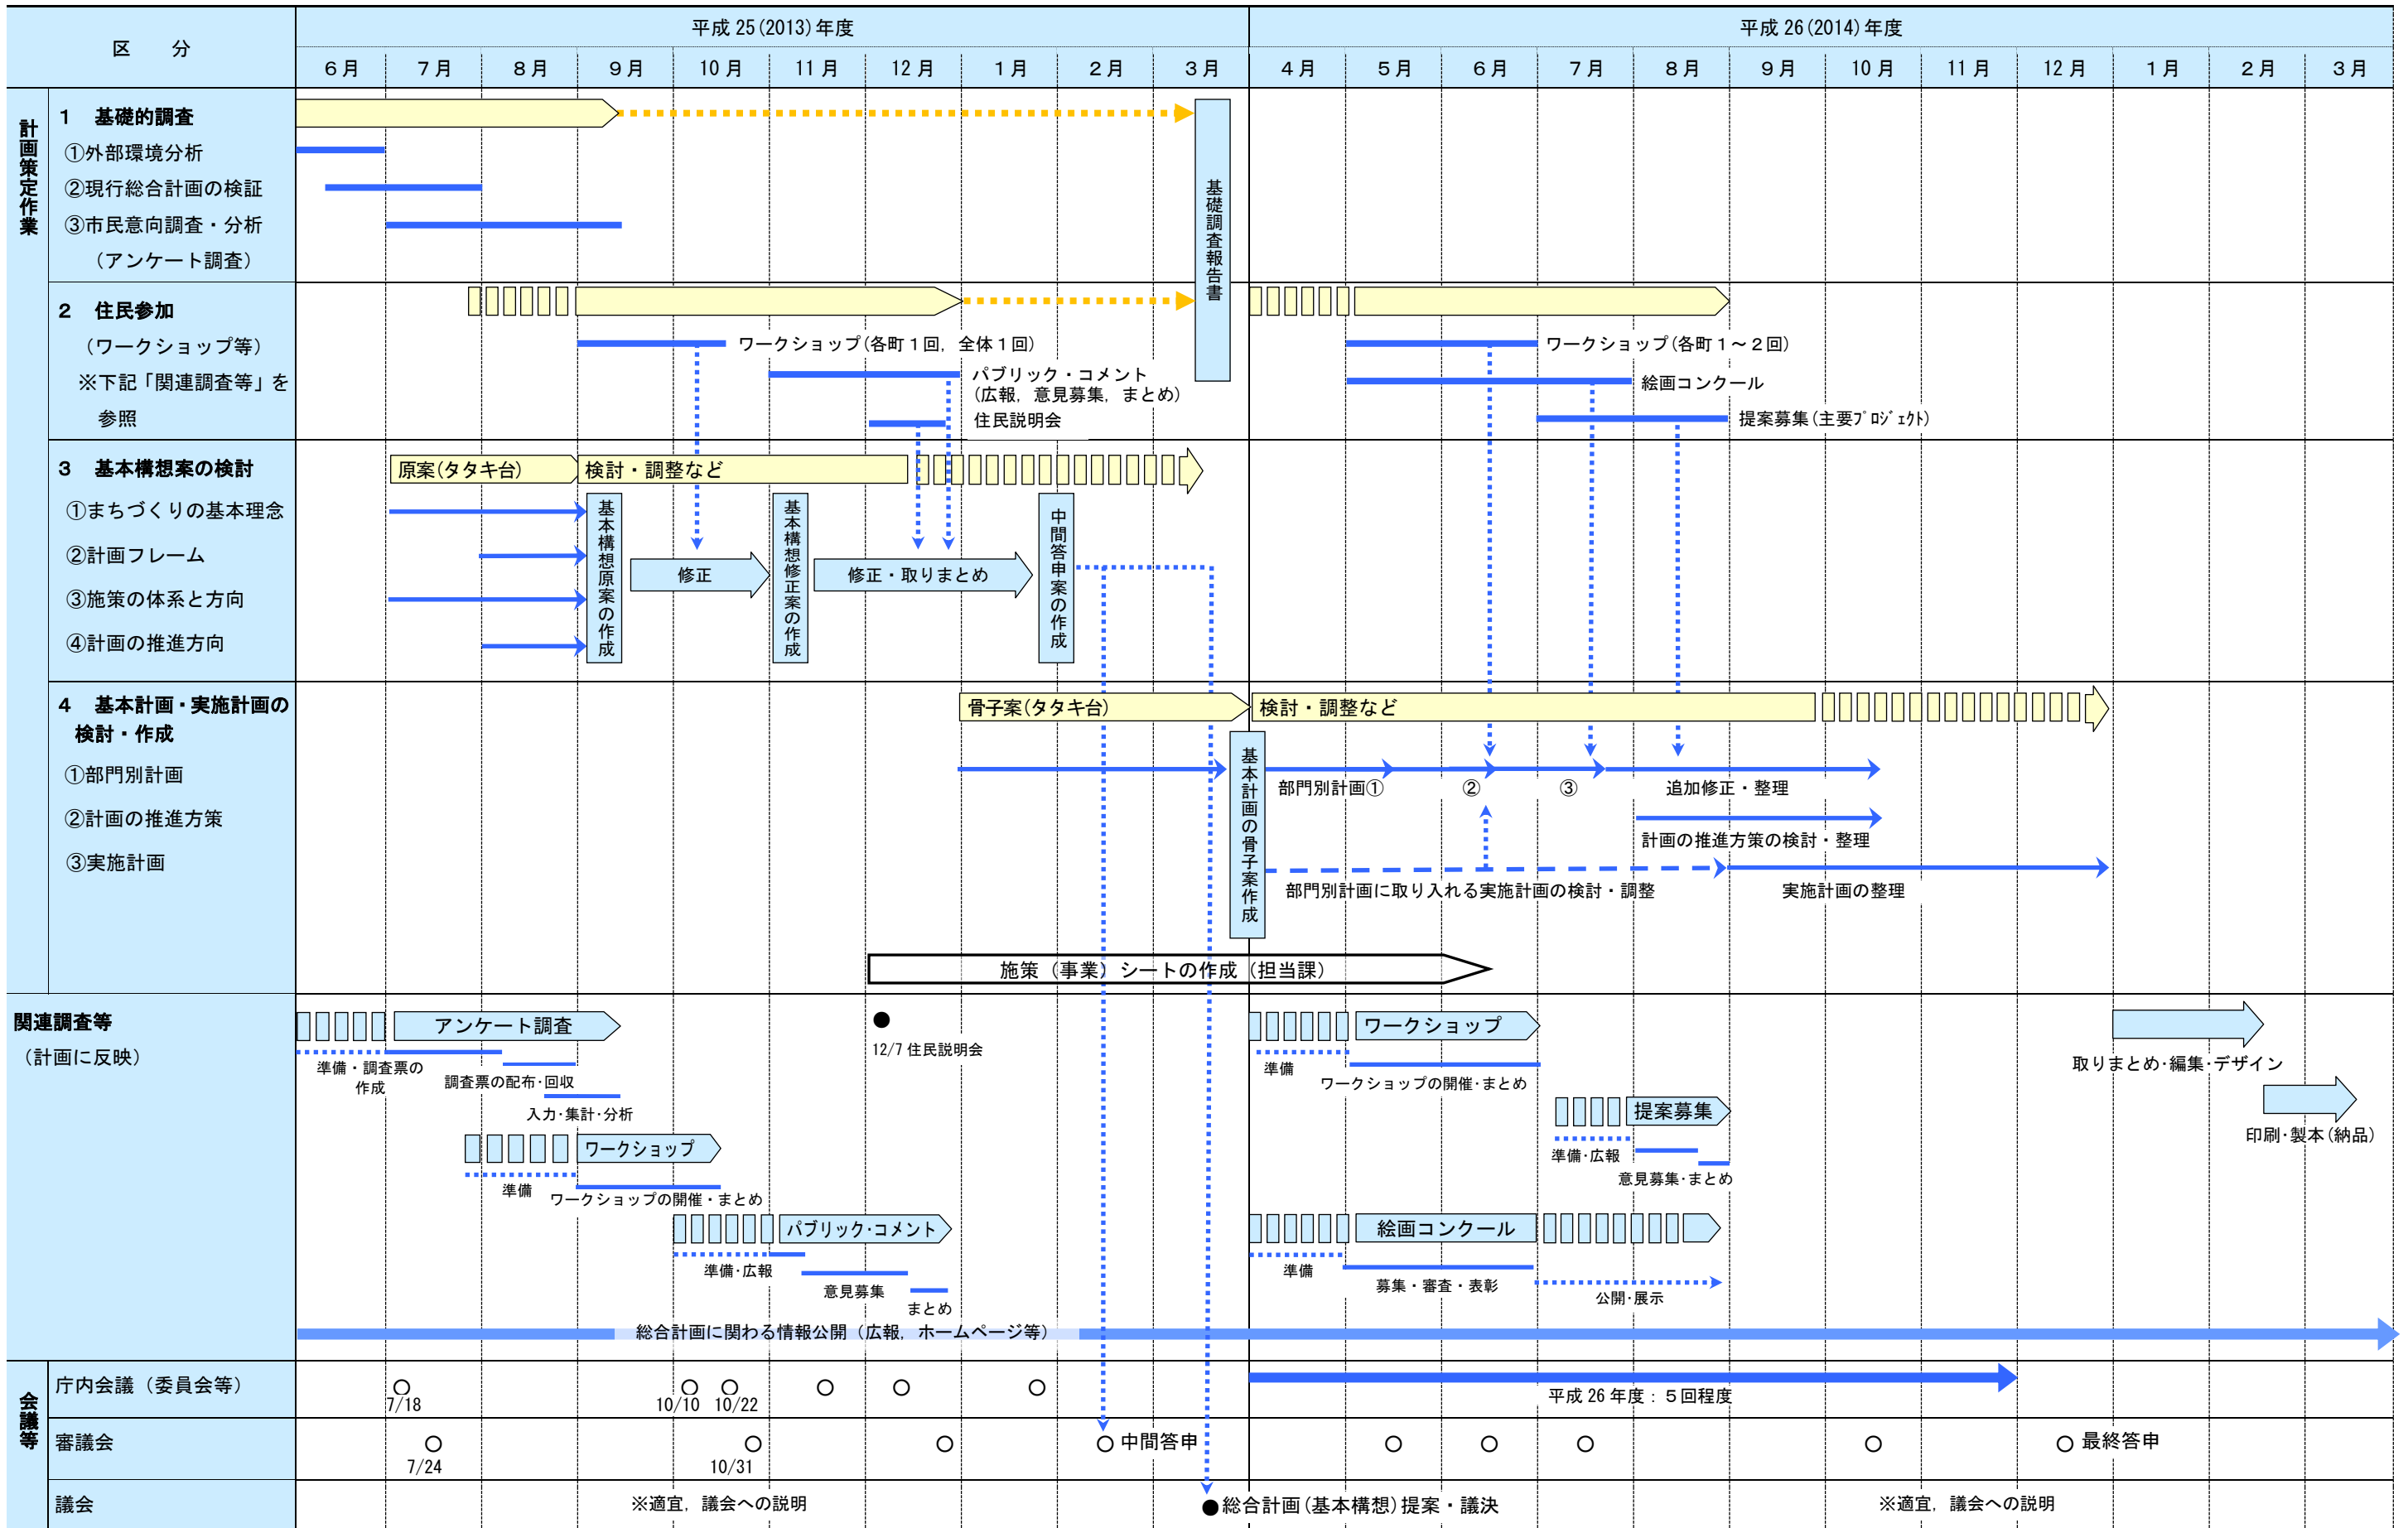 区　　分
平成 25(2013)年度
平成 26(2014)年度
６月
７月
８月
９月
10 月
11 月
12 月
１月
２月
３月
４月
５月
６月
７月
８月
９月
10 月
11 月
12 月
１月
２月
３月
計画策定作業
１　基礎的調査
①外部環境分析
②現行総合計画の検証
③市民意向調査・分析
（アンケート調査）
基礎調査報告書
２　住民参加
（ワークショップ等）
※下記「関連調査等」を
参照
ワークショップ(各町１回，全体１回)
パブリック・コメント
(広報，意見募集，まとめ)
住民説明会
ワークショップ(各町１～２回)
絵画コンクール
提案募集(主要ﾌﾟﾛｼﾞｪｸﾄ)
３　基本構想案の検討
①まちづくりの基本理念
②計画フレーム
③施策の体系と方向
④計画の推進方向
原案(タタキ台)
検討・調整など
基本構想原案の作成
修正
基本構想修正案の作成
修正・取りまとめ
中間答申案の作成
４　基本計画・実施計画の
検討・作成
①部門別計画
②計画の推進方策
③実施計画
骨子案(タタキ台)
検討・調整など
基本計画の骨子案作成
部門別計画①
②
③
追加修正・整理
計画の推進方策の検討・整理
部門別計画に取り入れる実施計画の検討・調整
実施計画の整理
施策（事業）シートの作成（担当課）
関連調査等
（計画に反映）
アンケート調査
準備・調査票の
作成
調査票の配布・回収
入力・集計・分析
ワークショップ
準備
ワークショップの開催・まとめ
パブリック・コメント
準備・広報
意見募集
まとめ
12/7 住民説明会
ワークショップ
準備
ワークショップの開催・まとめ
提案募集
準備・広報
意見募集・まとめ
絵画コンクール
準備
募集・審査・表彰
公開・展示
取りまとめ・編集・デザイン
印刷・製本(納品)
総合計画に関わる情報公開（広報，ホームページ等）
会議等
庁内会議（委員会等）
7/18
10/10
10/22
平成 26 年度：５回程度
審議会
7/24
10/31
中間答申
最終答申
議会
※適宜，議会への説明
●総合計画(基本構想)提案・議決
※適宜，議会への説明